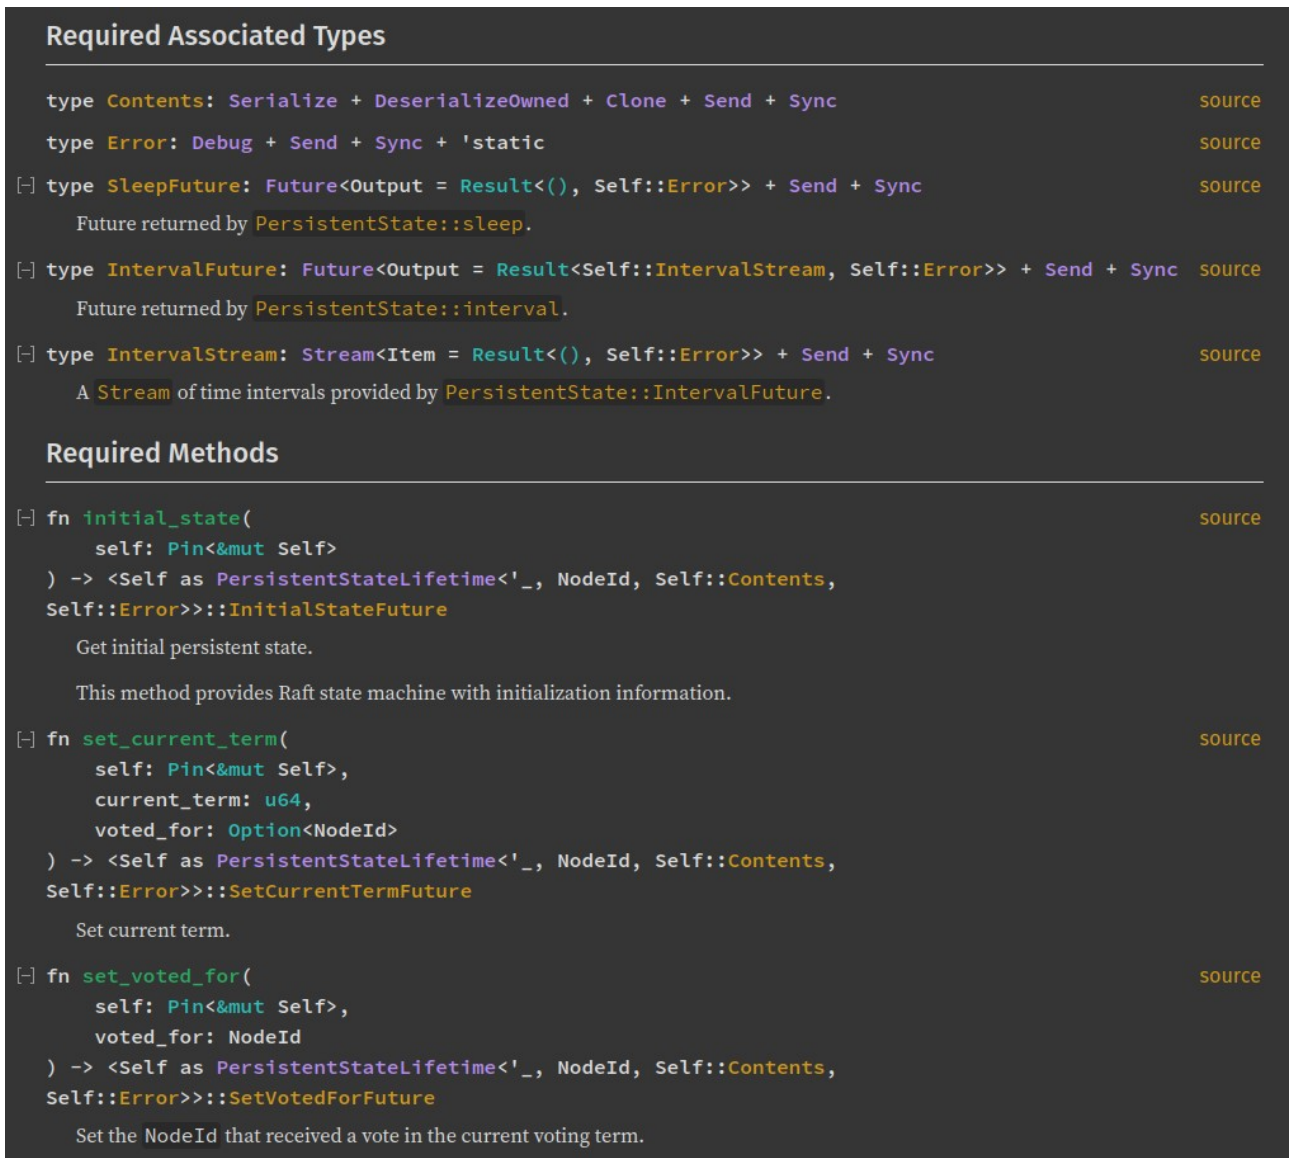 Required Associated Types
type Contents: Serialize + DeserializeOwned + Clone + Send + Sync source
type Error: Debug + Send + Sync + 'static source
[-] type SleepFuture: Future<Output = Result<(), Self::Error>> + Send + Sync source
Future returned by PersistentState::sleep.
[-] type IntervalFuture: Future<Output = Result<Self::IntervalStream, Self::Error>> + Send + Sync source
Future returned by PersistentState::interval.
[-] type IntervalStream: Stream<Item = Result<(), Self::Error>> + Send + Sync source
A Stream of time intervals provided by PersistentState::IntervalFuture.
Required Methods
[-] fn initial_state( source
self: Pin<&mut Self>
) -> <Self as PersistentStateLifetime<'_, NodeId, Self::Contents,
Self::Error>>::InitialStateFuture
Get initial persistent state.
This method provides Raft state machine with initialization information.
[-] fn set_current_term( source
self: Pin<&mut Self>,
current_term: u64,
voted_for: Option<NodeId>
) -> <Self as PersistentStateLifetime<'_, NodeId, Self::Contents,
Self::Error>>::SetCurrentTermFuture
Set current term.
[-] fn set_voted_for( source
self: Pin<&mut Self>,
voted_for: NodeId
) -> <Self as PersistentStateLifetime<'_, NodeId, Self::Contents,
Self::Error>>::SetVotedForFuture
Set the NodeId that received a vote in the current voting term.